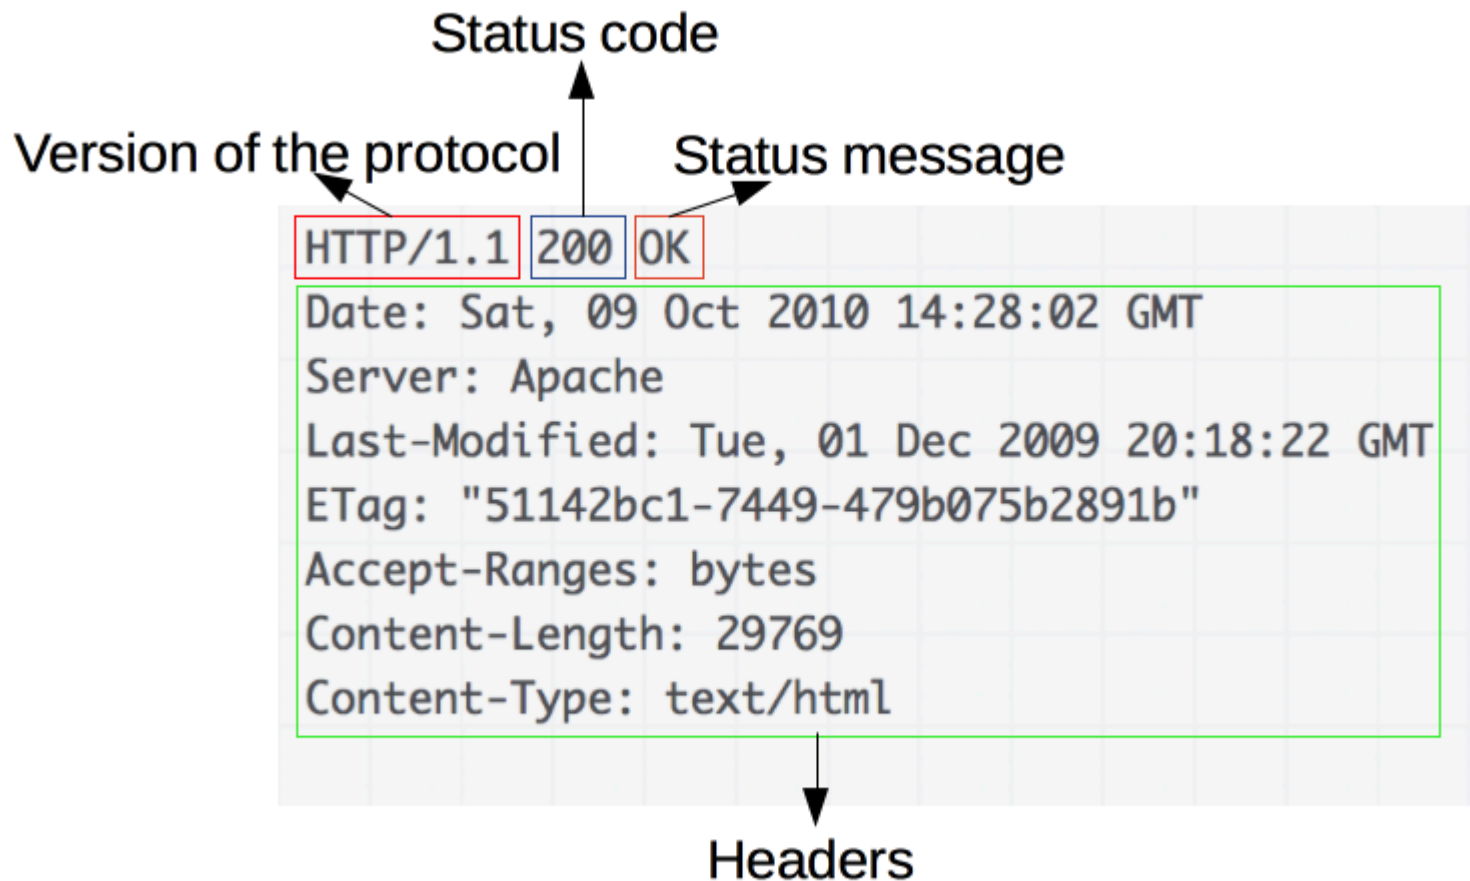 Status code
Version of the protocol
Status message
HTTP/1.1 200 OK
Date: Sat, 09 Oct 2010 14:28:02 GMT
Server: Apache
Last-Modified: Tue, 01 Dec 2009 20:18:22 GMT
ETag: "51142bc1-7449-479b075b2891b"
Accept-Ranges: bytes
Content-Length: 29769
Content-Type: text/html
Headers